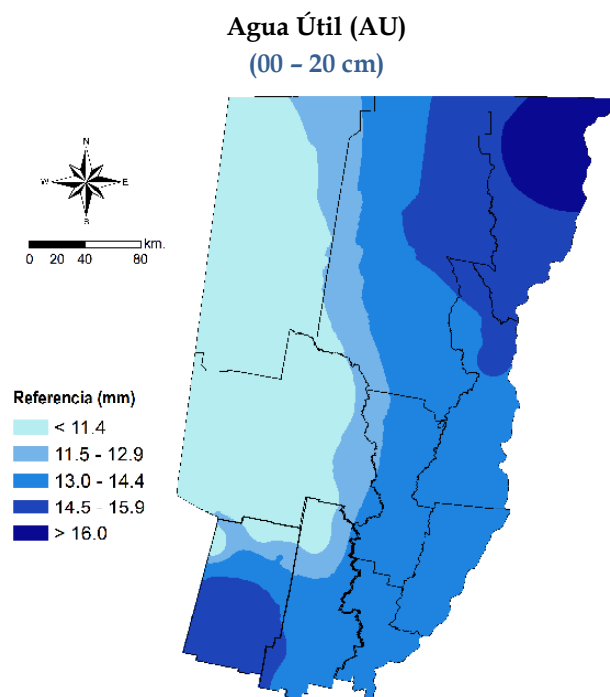 Agua Útil (AU)
(00 – 20 cm)
N
W E
S
km.
0 20 40 80
Referencia (mm)
< 11.4
11.5 - 12.9
13.0 - 14.4
14.5 - 15.9
> 16.0